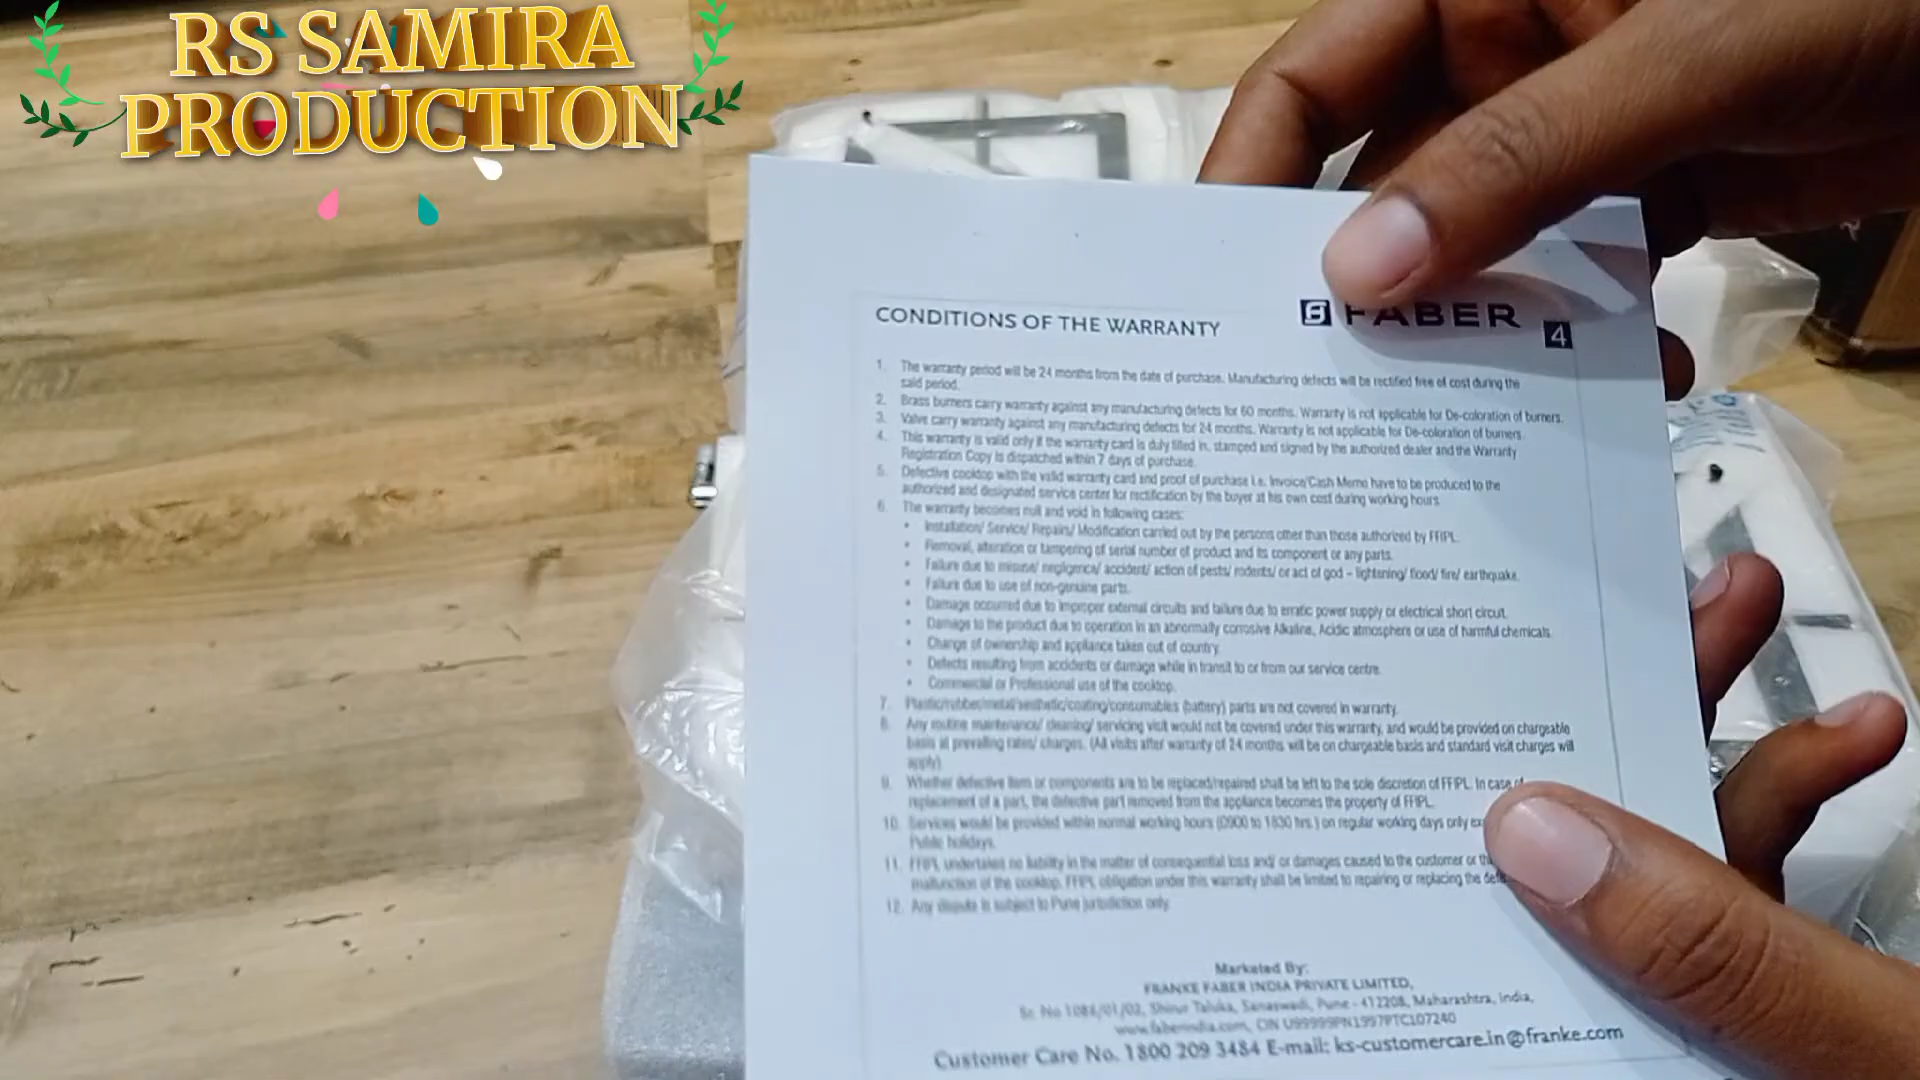 RS SAMIRA
PRODUCTION
CONDITIONS OF THE WARRANTY
FABER
4
1. The warranty period will be 24 months from the date of purchase. Manufacturing defects will be rectified free of cost during the
said period.
2. Brass burners carry warranty against any manufacturing defects for 60 months. Warranty is not applicable for De-coloration of burners.
3. Valve carry warranty against any manufacturing defects for 24 months. Warranty is not applicable for De-coloration of burners.
4. This warranty is valid only if the warranty card is duly filled in, stamped and signed by the authorized dealer and the Warranty
Registration Copy is dispatched within 7 days of purchase.
5. Defective cooktop with the valid warranty card and proof of purchase i.e. Invoice/Cash Memo have to be produced to the
authorized and designated service center for rectification by the buyer at his own cost during working hours.
6. The warranty becomes null and void in following cases:
• Installation/ Service/ Repairs/ Modification carried out by the persons other than those authorized by FFIPL.
• Removal, alteration or tampering of serial number of product and its component or any parts.
• Failure due to misuse/ negligence/ accident/ action of pests/ rodents/ or act of god – lightening/ flood/ fire/ earthquake.
• Failure due to use of non-genuine parts.
• Damage occurred due to improper external circuits and failure due to erratic power supply or electrical short circuit.
• Damage to the product due to operation in an abnormally corrosive Alkaline, Acidic atmosphere or use of harmful chemicals.
• Change of ownership and appliance taken out of country.
• Defects resulting from accidents or damage while in transit to or from our service centre.
• Commercial or Professional use of the cooktop.
7. Plastic/rubber/metal/aesthetic/coating/consumables (battery) parts are not covered in warranty.
8. Any routine maintenance/ cleaning/ servicing visit would not be covered under this warranty, and would be provided on chargeable
basis at prevailing rates/ charges. (All visits after warranty of 24 months will be on chargeable basis and standard visit charges will
apply)
9. Whether defective item or components are to be replaced/repaired shall be left to the sole discretion of FFIPL. In case of
replacement of a part, the defective part removed from the appliance becomes the property of FFIPL.
10. Services would be provided within normal working hours (0900 to 1830 hrs.) on regular working days only
Public holidays.
11. FFIPL undertakes no liability in the matter of consequential loss and/ or damages caused to the customer or
malfunction of the cooktop. FFIPL obligation under this warranty shall be limited to repairing or replacing the
12. Any dispute is subject to Pune jurisdiction only.
Marketed By:
FRANKE FABER INDIA PRIVATE LIMITED,
Sr. No 1084/01/02, Shirur Taluka, Sanaswadi, Pune - 412208, Maharashtra, India,
www.faberindia.com, CIN U99999PN1997PTC107240
Customer Care No. 1800 209 3484 E-mail: ks-customercare.in@franke.com